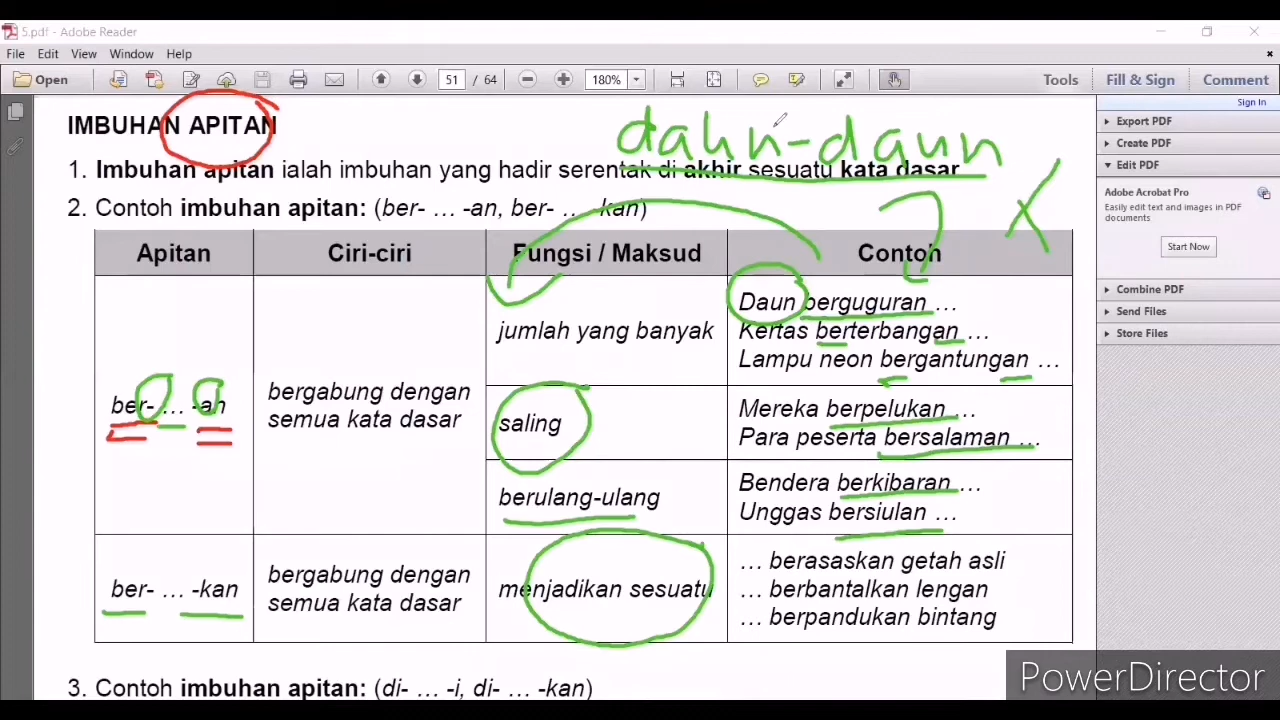 5.pdf - Adobe Reader
File Edit View Window Help
Open 51 / 64 180% Tools Fill & Sign Comment
Sign In
Export PDF
Create PDF
Edit PDF
Adobe Acrobat Pro
Easily edit text and images in PDF
documents
Start Now
Combine PDF
Send Files
Store Files
IMBUHAN APITAN
daun-daun
1. Imbuhan apitan ialah imbuhan yang hadir serentak di akhir sesuatu kata dasar
X
2. Contoh imbuhan apitan: (ber- … -an, ber- … -kan)
Apitan Ciri-ciri Fungsi / Maksud Contoh
ber- … -an
bergabung dengan
semua kata dasar
jumlah yang banyak
Daun berguguran …
Kertas berterbangan …
Lampu neon bergantungan …
saling
Mereka berpelukan …
Para peserta bersalaman …
berulang-ulang
Bendera berkibaran …
Unggas bersiulan …
ber- … -kan
bergabung dengan
semua kata dasar
menjadikan sesuatu
… berasaskan getah asli
… berbantalkan lengan
… berpandukan bintang
3. Contoh imbuhan apitan: (di- … -i, di- … -kan)
PowerDirector